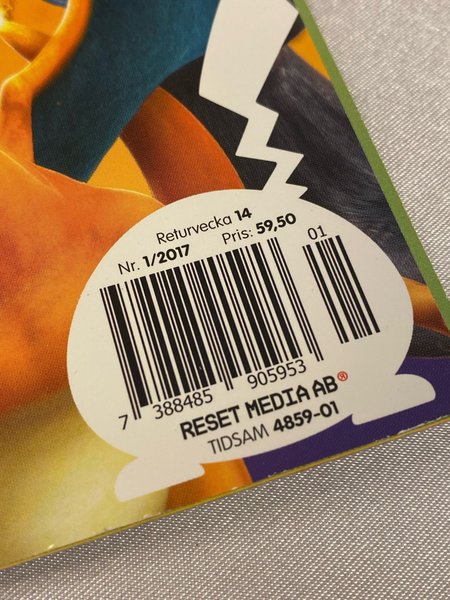 Returvecka 14
Nr. 1/2017 Pris: 59,50
01
7 388485 905953
RESET MEDIA AB®
TIDSAM 4859-01